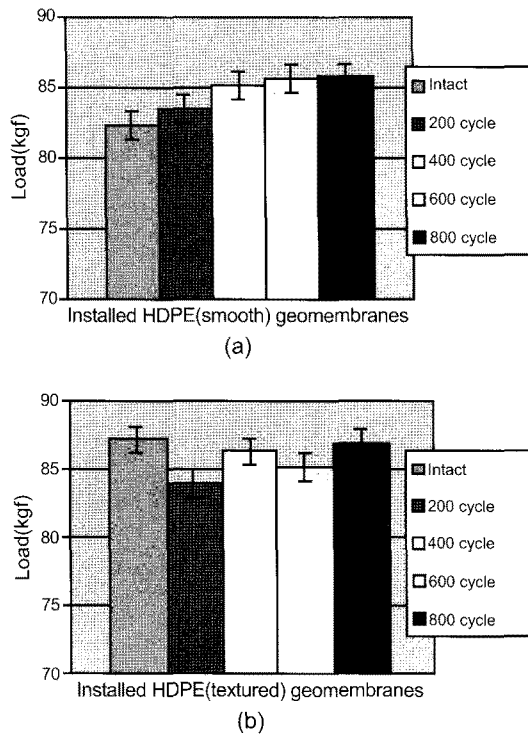 90
85
80
75
70
Load(kgf)
Intact
200 cycle
400 cycle
600 cycle
800 cycle
Installed HDPE(smooth) geomembranes
(a)
90
85
80
75
70
Load(kgf)
Intact
200 cycle
400 cycle
600 cycle
800 cycle
Installed HDPE(textured) geomembranes
(b)